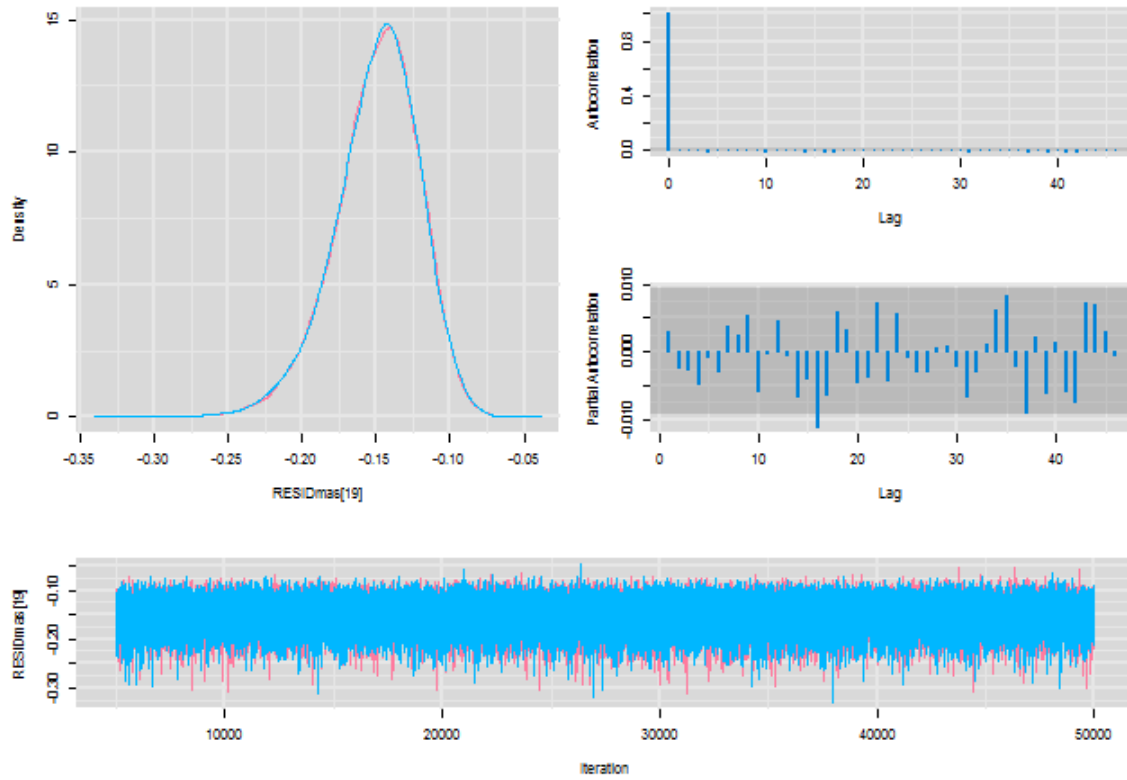 Density
15
10
5
0
-0.35 -0.30 -0.25 -0.20 -0.15 -0.10 -0.05
RESIDmas[19]
Autocorrelation
0.8
0.4
0.0
0 10 20 30 40
Lag
Partial Autocorrelation
0.010
0.000
-0.010
0 10 20 30 40
Lag
RESIDmas[19]
-0.10
-0.20
-0.30
10000 20000 30000 40000 50000
Iteration